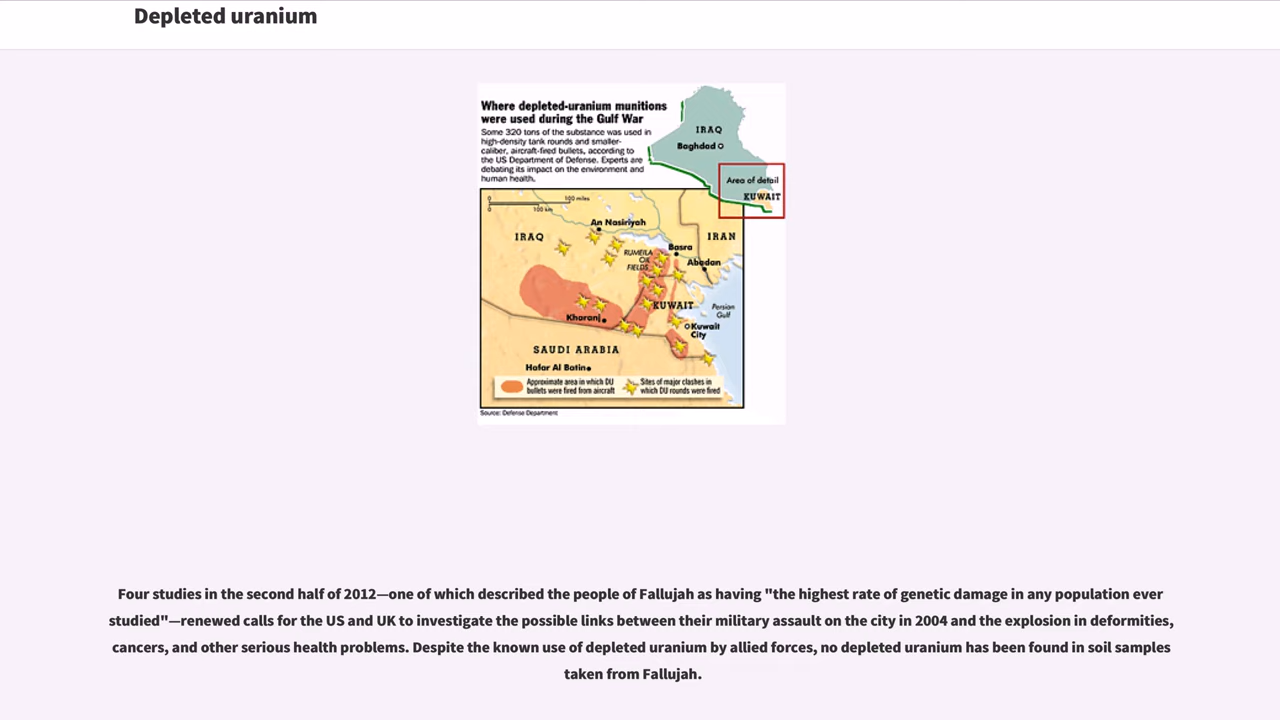 Depleted uranium
Where depleted-uranium munitions
were used during the Gulf War
Some 320 tons of the substance was used in
high-density tank rounds and smaller-
caliber, aircraft-fired bullets, according to
the US Department of Defense. Experts are
debating its impact on the environment and
human health.
IRAQ
Baghdad
Area of detail
KUWAIT
0 100 miles
0 100 km
An Nasiriyah
IRAQ
IRAN
Basra
RUMEILA
OIL
FIELDS
Abadan
KUWAIT
Persian
Gulf
Kharanj
Kuwait
City
SAUDI ARABIA
Hafar Al Batin
Approximate area in which DU
bullets were fired from aircraft
Sites of major clashes in
which DU rounds were fired
Source: Defense Department
Four studies in the second half of 2012—one of which described the people of Fallujah as having "the highest rate of genetic damage in any population ever
studied"—renewed calls for the US and UK to investigate the possible links between their military assault on the city in 2004 and the explosion in deformities,
cancers, and other serious health problems. Despite the known use of depleted uranium by allied forces, no depleted uranium has been found in soil samples
taken from Fallujah.